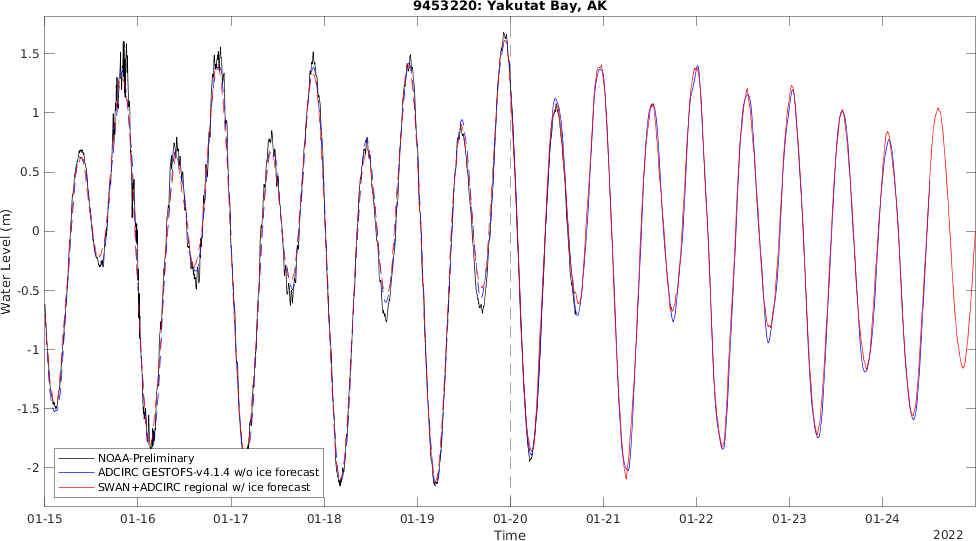 9453220: Yakutat Bay, AK
Water Level (m)
1.5
1
0.5
0
-0.5
-1
-1.5
-2
NOAA-Preliminary
ADCIRC GESTOFS-v4.1.4 w/o ice forecast
SWAN+ADCIRC regional w/ ice forecast
01-15 01-16 01-17 01-18 01-19 01-20 01-21 01-22 01-23 01-24
Time
2022